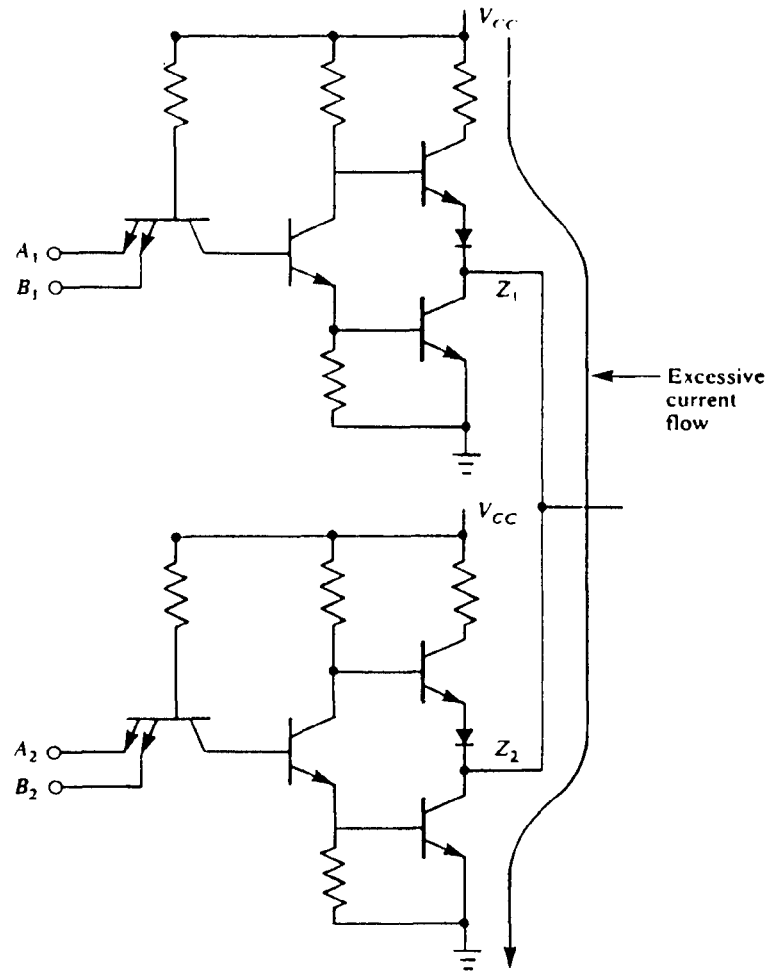 V_CC
A_1
B_1
Z_1
Excessive
current
flow
V_CC
A_2
B_2
Z_2